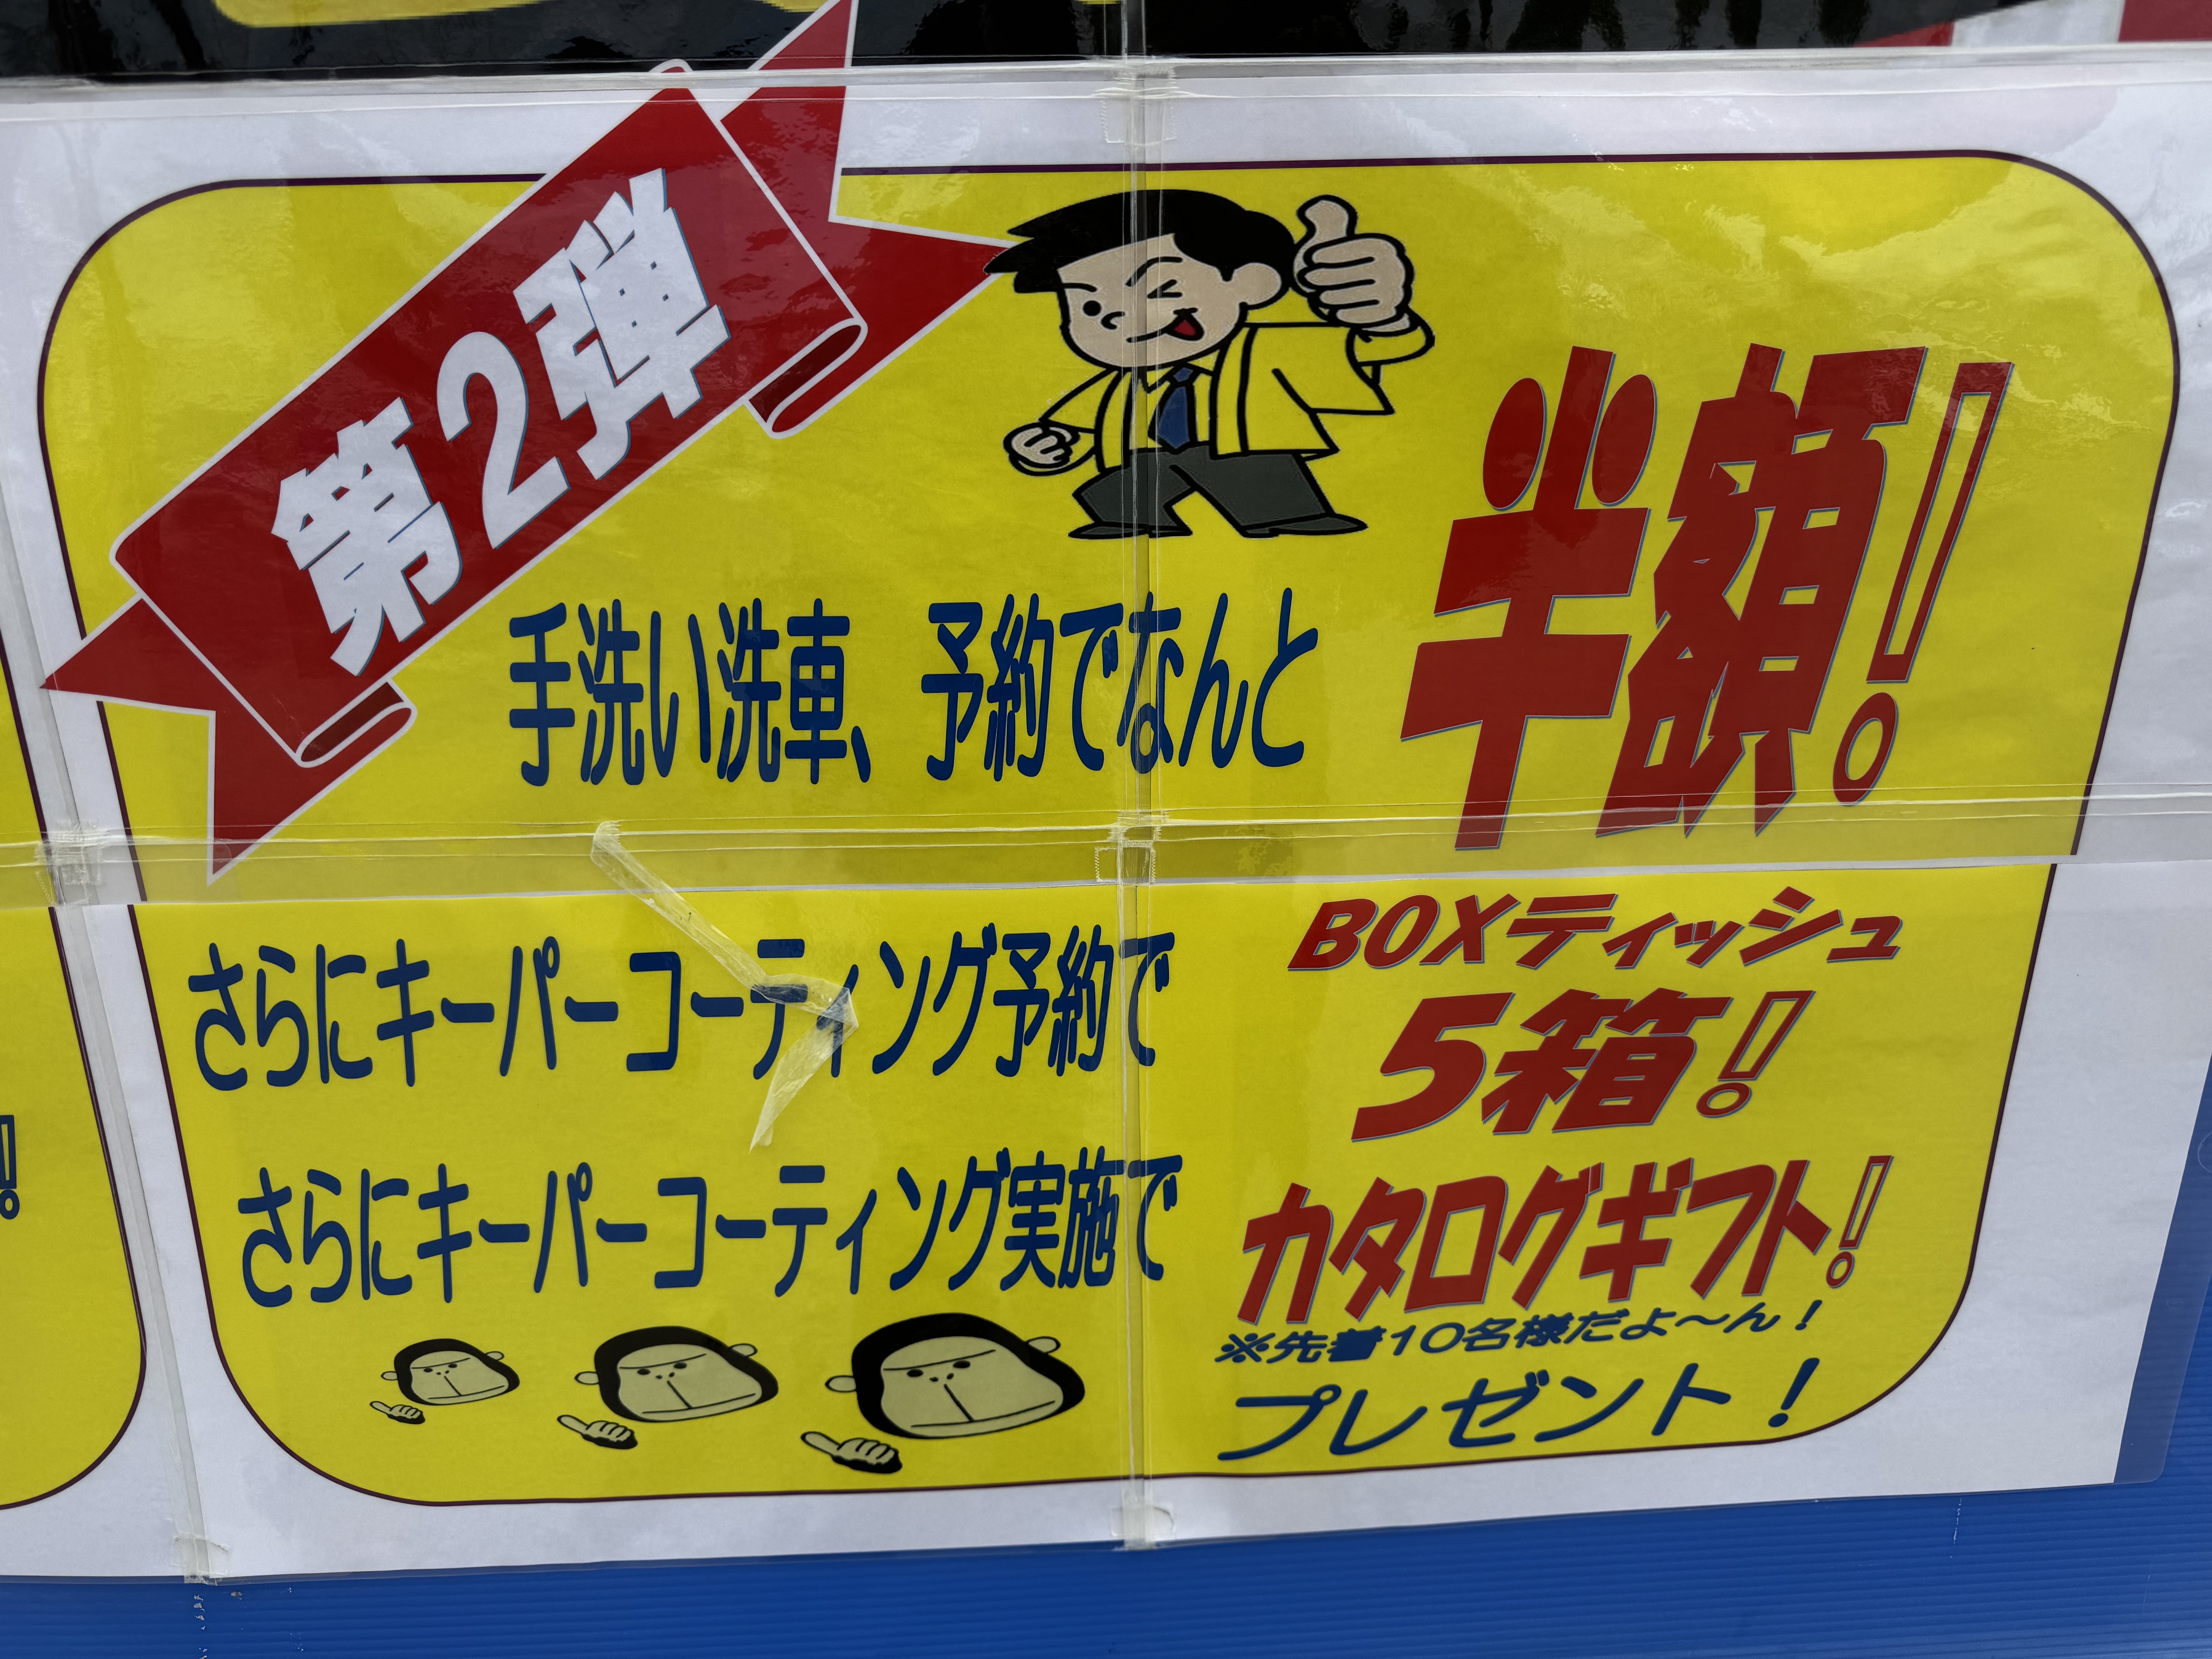 第2弾
手洗い洗車、予約でなんと
半額!
さらにキーパーコーティング予約で
BOXティッシュ
5箱!
さらにキーパーコーティング実施で
カタログギフト!
※先着10名様だよ～ん！
プレゼント！
!